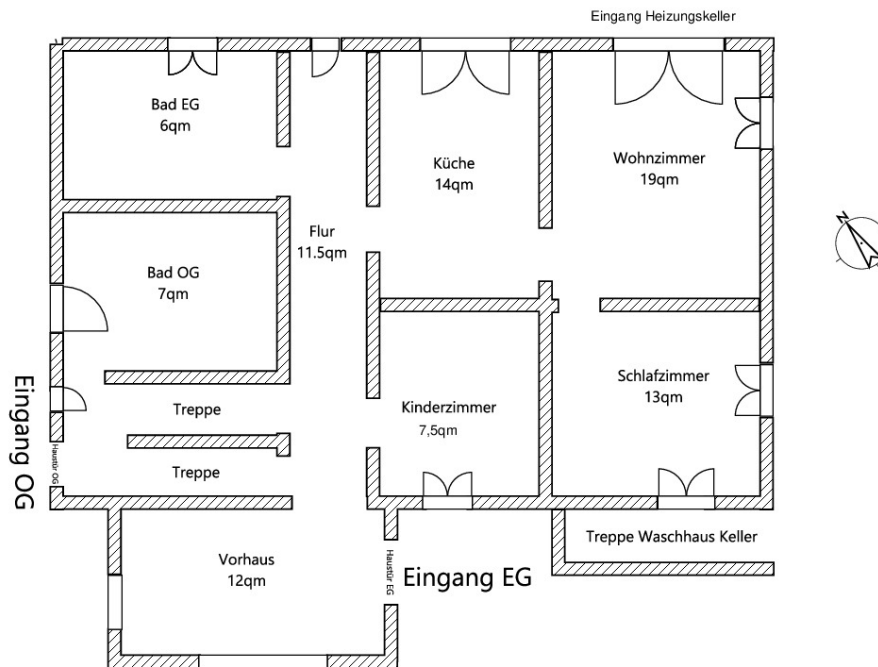 Eingang Heizungskeller
Bad EG
6qm
Küche
14qm
Wohnzimmer
19qm
Flur
11.5qm
N
Bad OG
7qm
Eingang OG
Haustür OG
Treppe
Treppe
Kinderzimmer
7,5qm
Schlafzimmer
13qm
Vorhaus
12qm
Haustür EG
Eingang EG
Treppe Waschhaus Keller